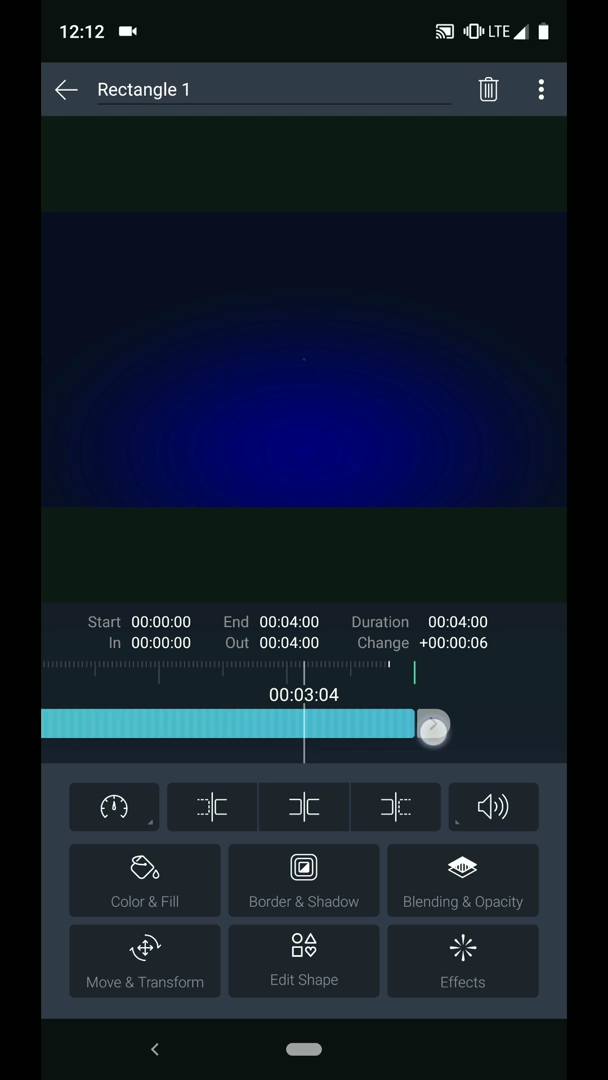 12:12 LTE
Rectangle 1
Start 00:00:00 End 00:04:00 Duration 00:04:00
In 00:00:00 Out 00:04:00 Change +00:00:06
00:03:04
Color & Fill Border & Shadow Blending & Opacity
Move & Transform Edit Shape Effects